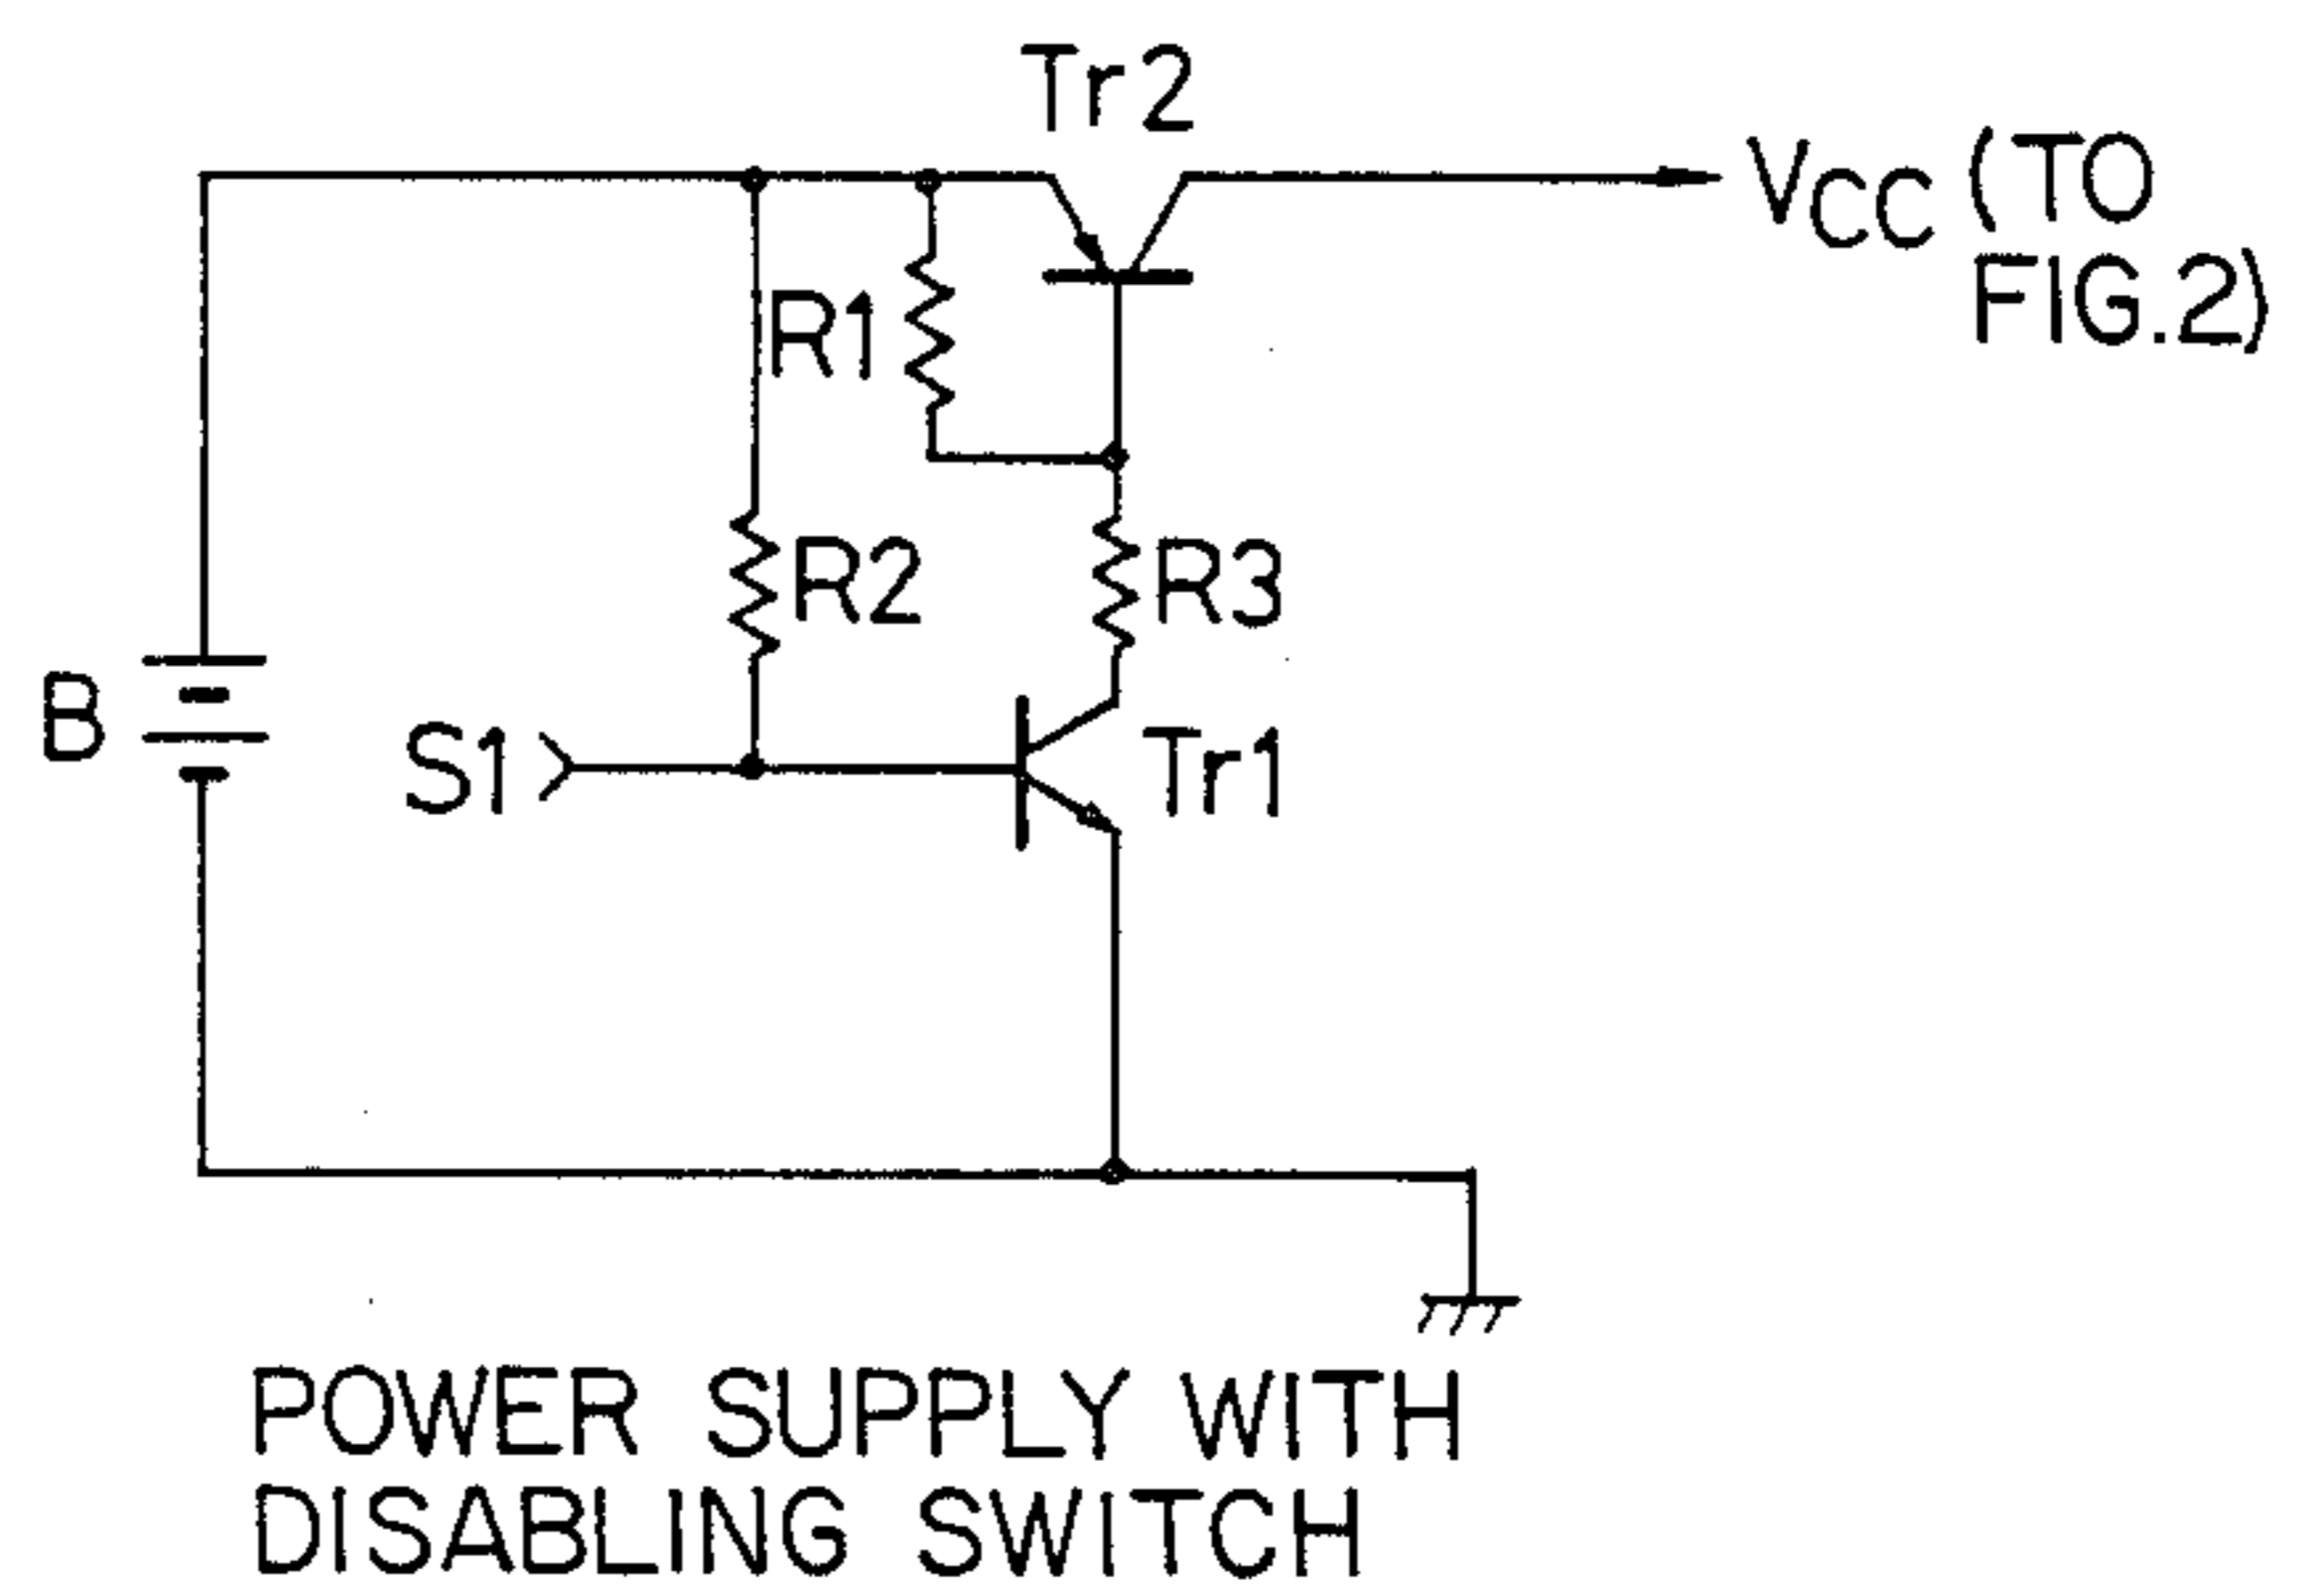 Tr2
VCC (TO
FIG.2)
R1
R2
R3
B
S1
Tr1
POWER SUPPLY WITH
DISABLING SWITCH